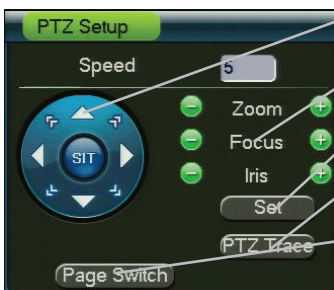 PTZ Setup
Speed 5
Zoom
Focus
SIT
Iris
Set
PTZ Trace
Page Switch